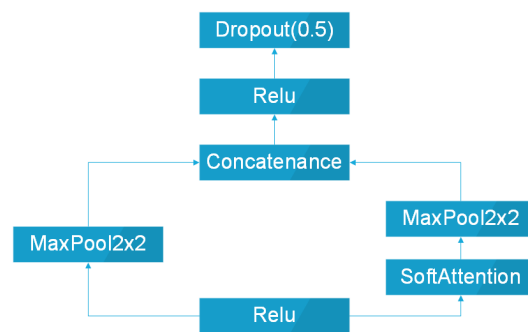 Dropout(0.5)
Relu
Concatenance
MaxPool2x2
MaxPool2x2
SoftAttention
Relu